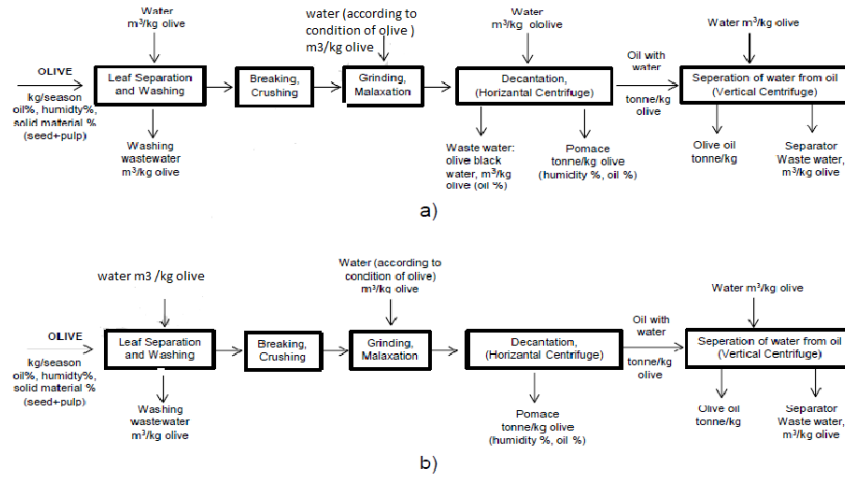 Water
m³/kg olive
water (according to
condition of olive )
m3/kg olive
Water
m³/kg ololive
Water m³/kg olive
OLIVE
kg/season
oil%, humdity%,
solid material %
(seed+pulp)
Leaf Separation
and Washing
Breaking,
Crushing
Grinding,
Malaxation
Decantation,
(Horizontal Centrifuge)
Oil with
water
tonne/kg
olive
Seperation of water from oil
(Vertical Centrifuge)
Washing
wastewater
m³/kg olive
Waste water:
olive black
water, m³/kg
olive (oil %)
Pomace
tonne/kg olive
(humidity %, oil %)
Olive oil
tonne/kg
Separator
Waste water,
m³/kg olive
a)
water m3 /kg olive
Water (according to
condition of olive)
m³/kg olive
Water m³/kg olive
OILIVE
kg/season
oil%, humdity%,
solid material %
(seed+pulp)
Leaf Separation
and Washing
Breaking,
Crushing
Grinding,
Malaxation
Decantation,
(Horizantal Centrifuge)
Oil with
water
tonne/kg
olive
Seperation of water from oil
(Vertical Centrifuge)
Washing
wastewater
m³/kg olive
Pomace
tonne/kg olive
(humidity %, oil %)
Olive oil
tonne/kg
Separator
Waste water,
m³/kg olive
b)